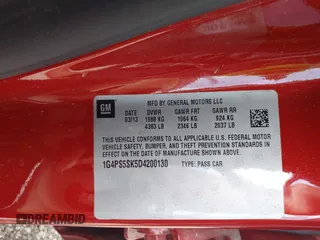 GM
MFD BY GENERAL MOTORS LLC
DATE GVWR GAWR FRT GAWR RR
03/13 1988 KG 1064 KG 924 KG
4383 LB 2346 LB 2037 LB
THIS VEHICLE CONFORMS TO ALL APPLICABLE U.S. FEDERAL MOTOR
VEHICLE SAFETY, BUMPER, AND THEFT PREVENTION STANDARDS IN EFFECT
ON THE DATE OF MANUFACTURE SHOWN ABOVE.
1G4PS5SK5D4200130 TYPE: PASS CAR
DREAMBID